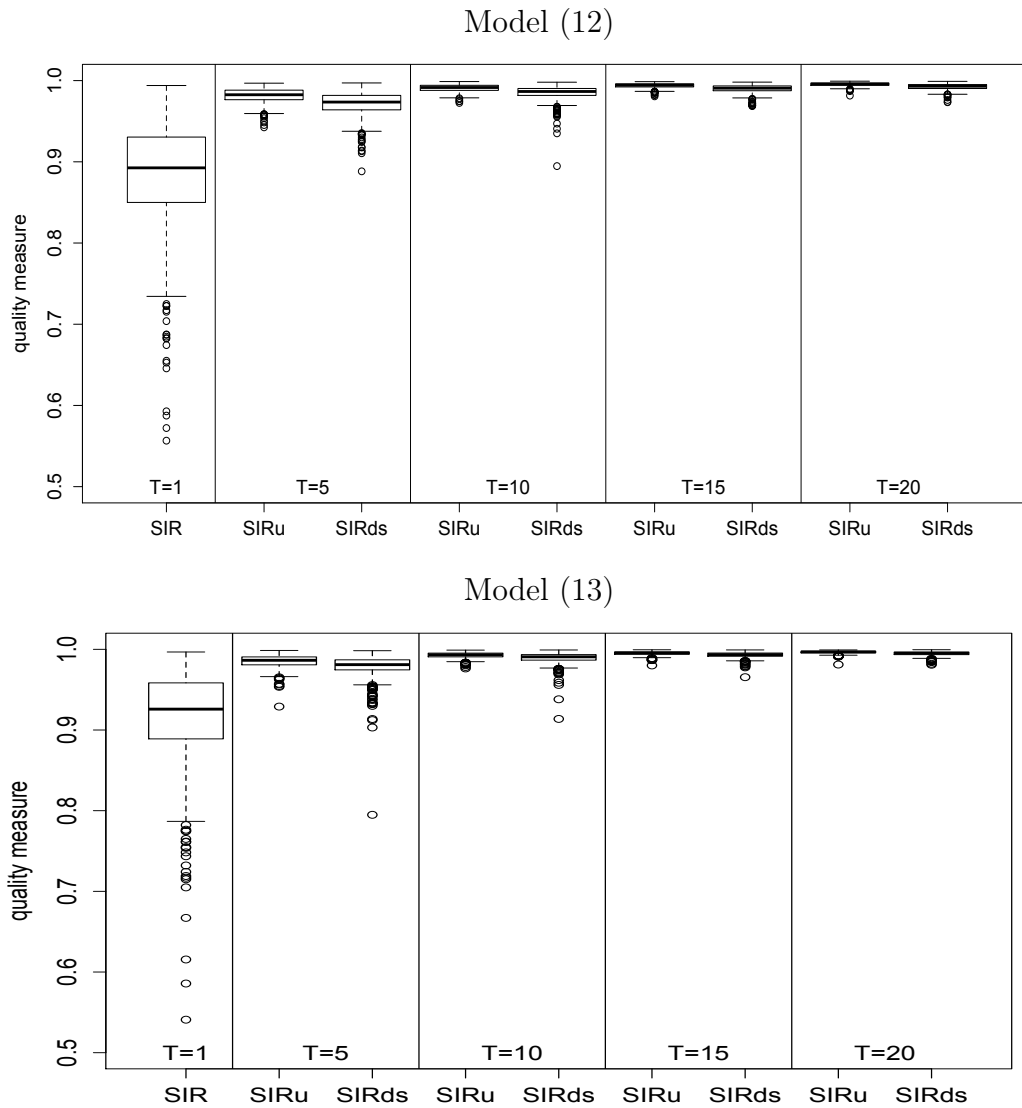 Model (12)
quality measure
1.0
0.9
0.8
0.7
0.6
0.5
T=1 T=5 T=10 T=15 T=20
SIR SIRu SIRds SIRu SIRds SIRu SIRds SIRu SIRds
Model (13)
quality measure
1.0
0.9
0.8
0.7
0.6
0.5
T=1 T=5 T=10 T=15 T=20
SIR SIRu SIRds SIRu SIRds SIRu SIRds SIRu SIRds